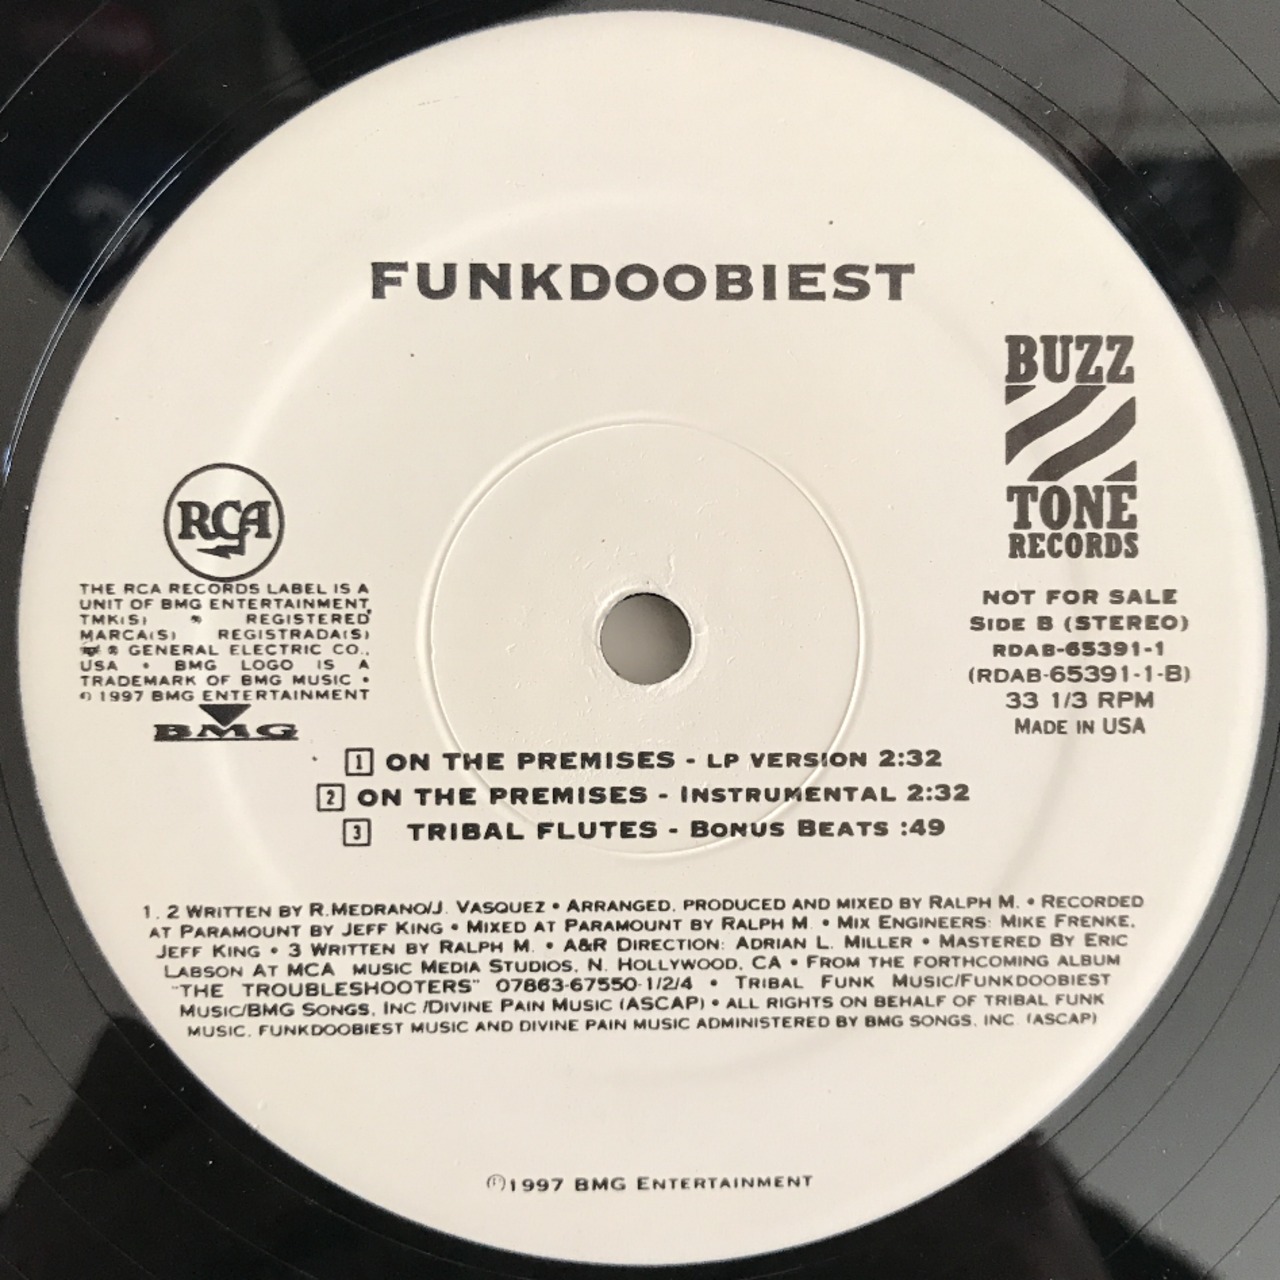 FUNKDOOBIEST
BUZZ
TONE
RECORDS
RCA
THE RCA RECORDS LABEL IS A
UNIT OF BMG ENTERTAINMENT,
TMK(S) ® REGISTERED
MARCA(S) REGISTRADA(S)
® GENERAL ELECTRIC CO.,
USA • BMG LOGO IS A
TRADEMARK OF BMG MUSIC •
© 1997 BMG ENTERTAINMENT
BMG
NOT FOR SALE
SIDE B (STEREO)
RDAB-65391-1
(RDAB-65391-1-B)
33 1/3 RPM
MADE IN USA
1 ON THE PREMISES - LP VERSION 2:32
2 ON THE PREMISES - INSTRUMENTAL 2:32
3 TRIBAL FLUTES - BONUS BEATS :49
1, 2 WRITTEN BY R.MEDRANO/J. VASQUEZ • ARRANGED, PRODUCED AND MIXED BY RALPH M. • RECORDED
AT PARAMOUNT BY JEFF KING • MIXED AT PARAMOUNT BY RALPH M. • MIX ENGINEERS: MIKE FRENKE,
JEFF KING • 3 WRITTEN BY RALPH M. • A&R DIRECTION: ADRIAN L. MILLER • MASTERED BY ERIC
LABSON AT MCA MUSIC MEDIA STUDIOS, N. HOLLYWOOD, CA • FROM THE FORTHCOMING ALBUM
"THE TROUBLESHOOTERS" 07863-67550-1/2/4 • TRIBAL FUNK MUSIC/FUNKDOOBIEST
MUSIC/BMG SONGS, INC./DIVINE PAIN MUSIC (ASCAP) • ALL RIGHTS ON BEHALF OF TRIBAL FUNK
MUSIC, FUNKDOOBIEST MUSIC AND DIVINE PAIN MUSIC ADMINISTERED BY BMG SONGS, INC. (ASCAP)
℗1997 BMG ENTERTAINMENT